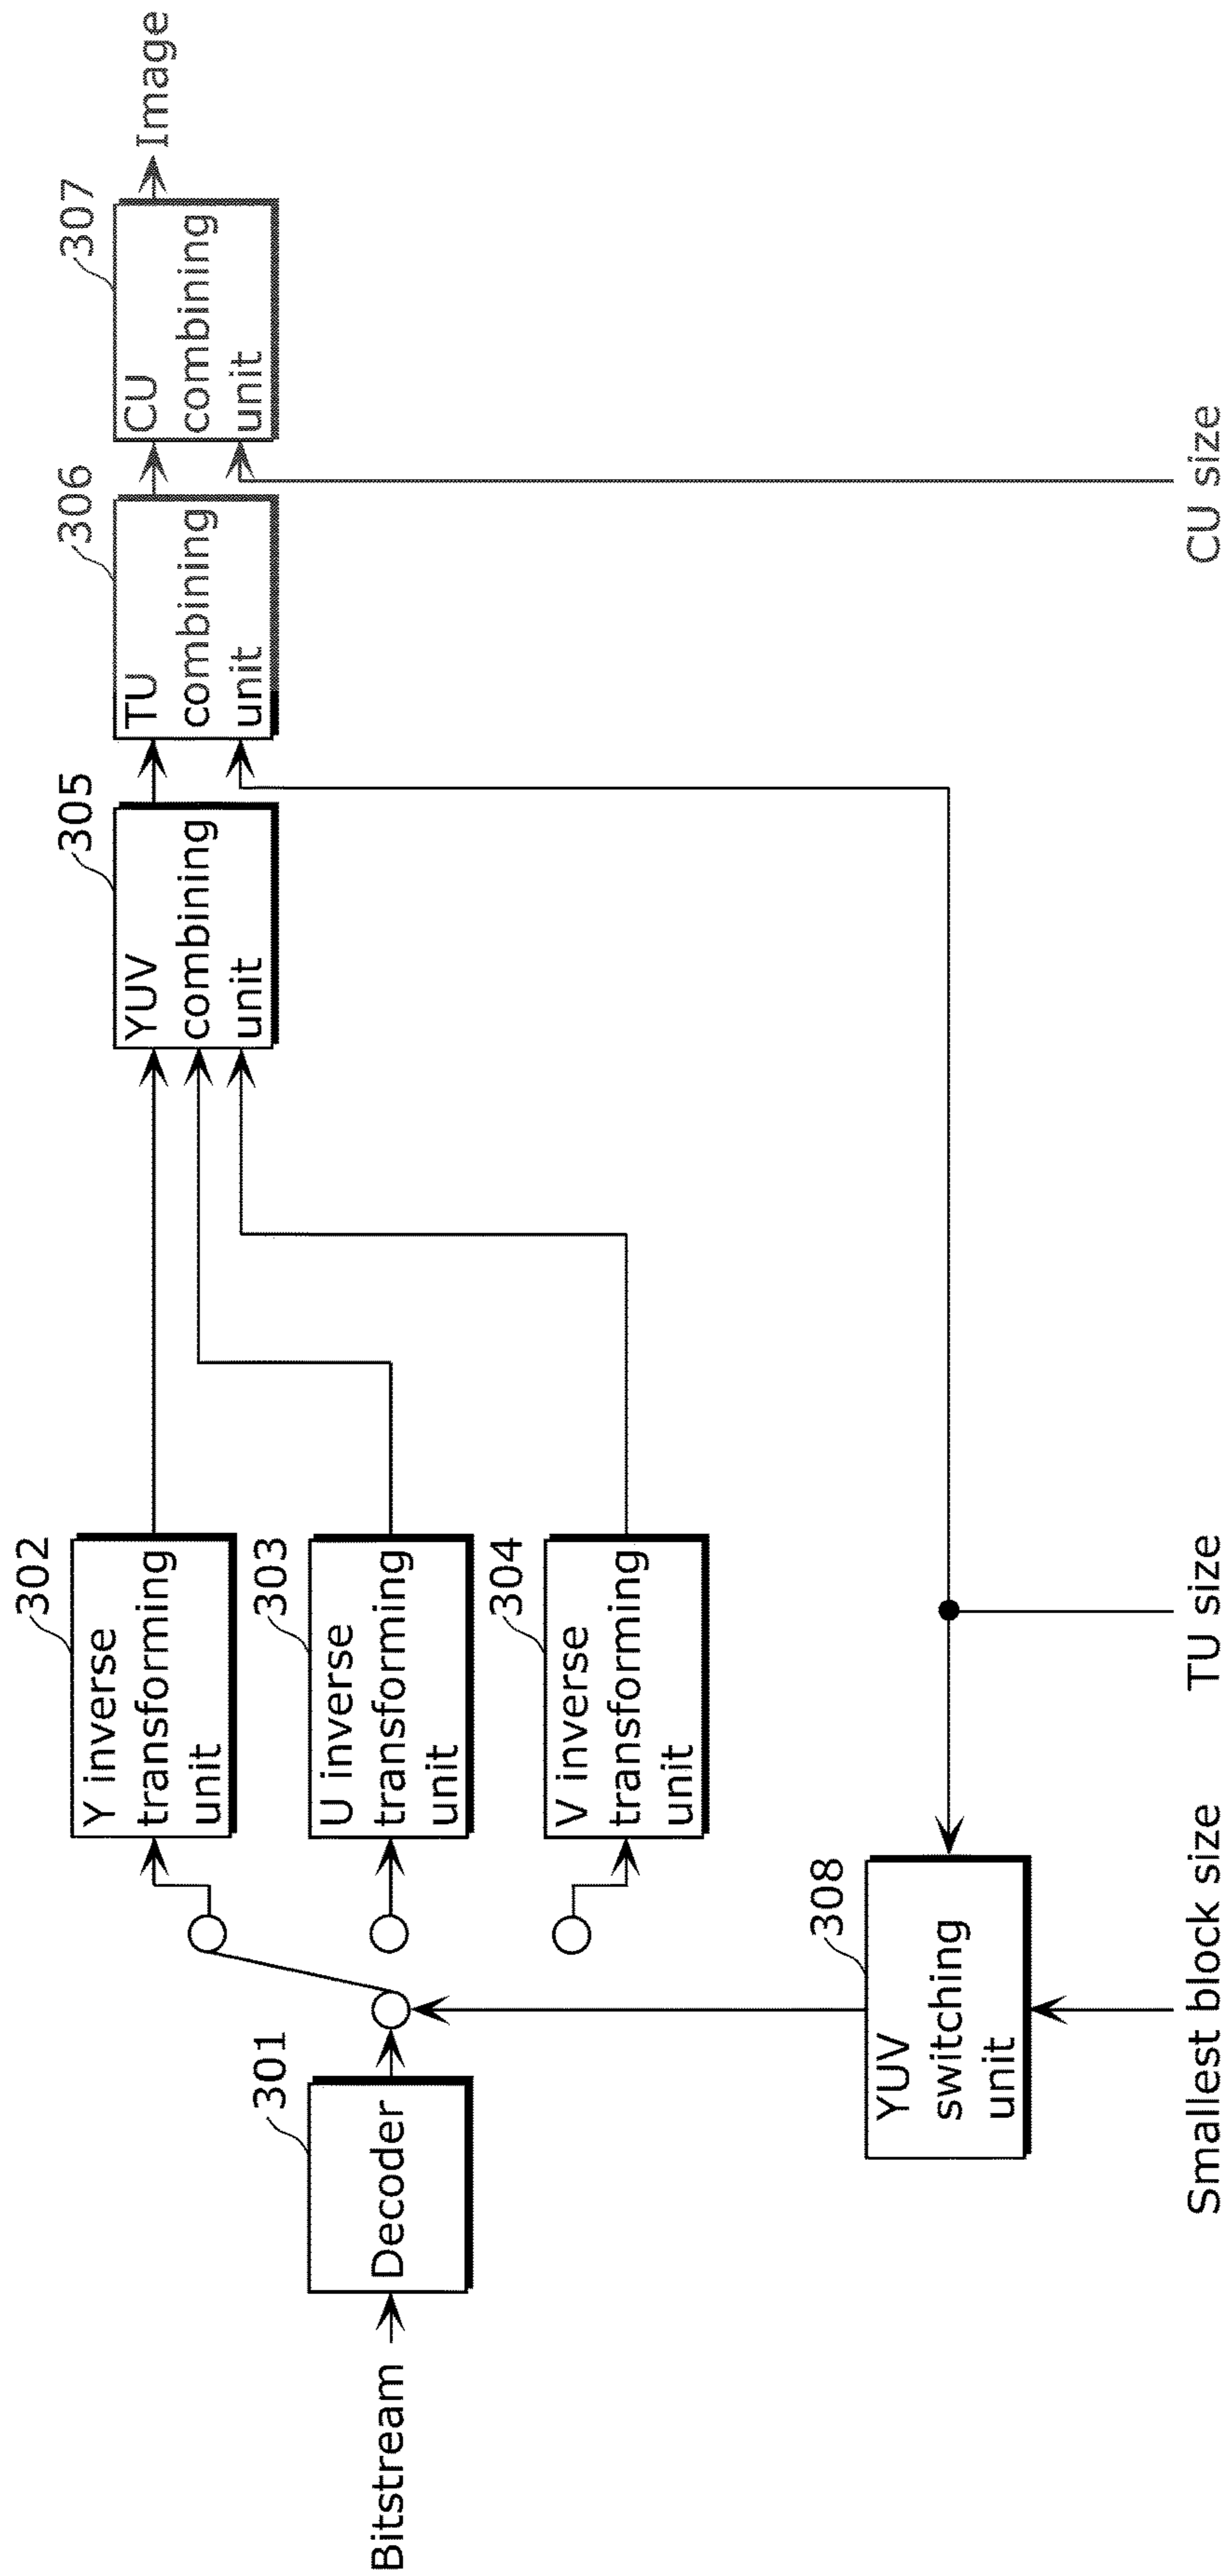 302
Y inverse
transforming
unit
305
YUV
combining
unit
306
TU
combining
unit
307
CU
combining
unit
Image
301
Decoder
Bitstream
303
U inverse
transforming
unit
304
V inverse
transforming
unit
308
YUV
switching
unit
Smallest block size
TU size
CU size